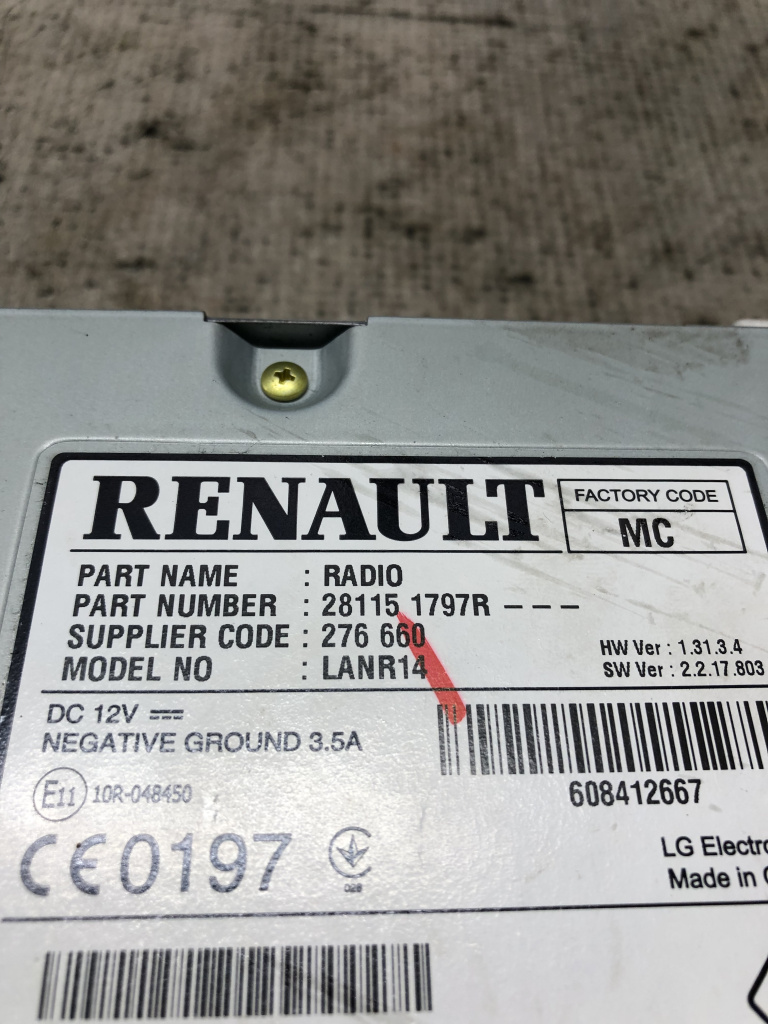 RENAULT
FACTORY CODE
MC
PART NAME : RADIO
PART NUMBER : 28115 1797R - - -
SUPPLIER CODE : 276 660
MODEL NO : LANR14
HW Ver : 1.31.3.4
SW Ver : 2.2.17.803
DC 12V
NEGATIVE GROUND 3.5A
608412667
E11 10R-048450
CE0197
028
LG Electro
Made in